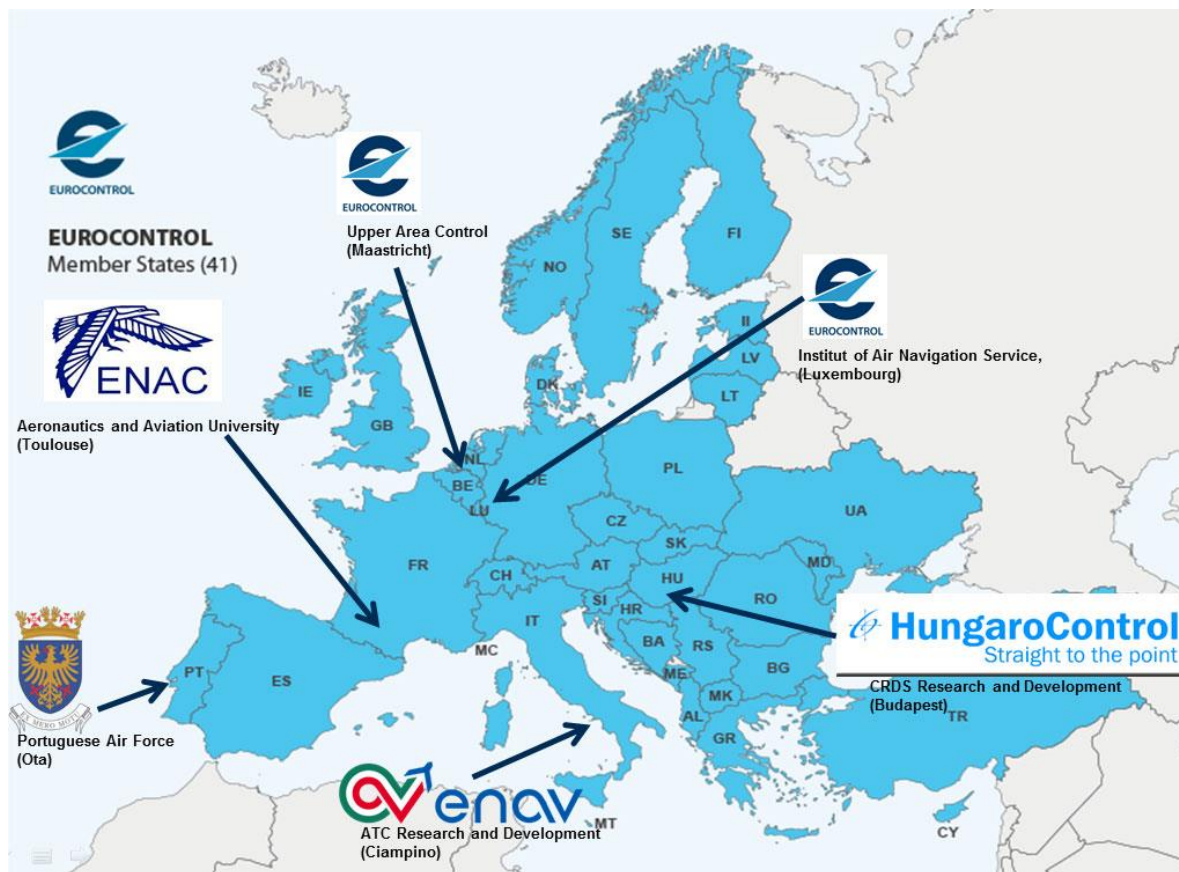 EUROCONTROL
EUROCONTROL
Member States (41)
EUROCONTROL
Upper Area Control
(Maastricht)
ENAC
Aeronautics and Aviation University
(Toulouse)
EUROCONTROL
Institut of Air Navigation Service,
(Luxembourg)
NO
SE
FI
II
LV
LT
DK
IE
GB
NL
BE
DE
LU
PL
CZ
SK
UA
FR
CH
AT
HU
MD
RO
SI
HR
IT
BA
RS
MC
ME
BG
MK
AL
GR
TR
PT
ES
MT
CY
HungaroControl
Straight to the point
CRDS Research and Development
(Budapest)
EX MERO MOTU
Portuguese Air Force
(Ota)
enav
ATC Research and Development
(Ciampino)